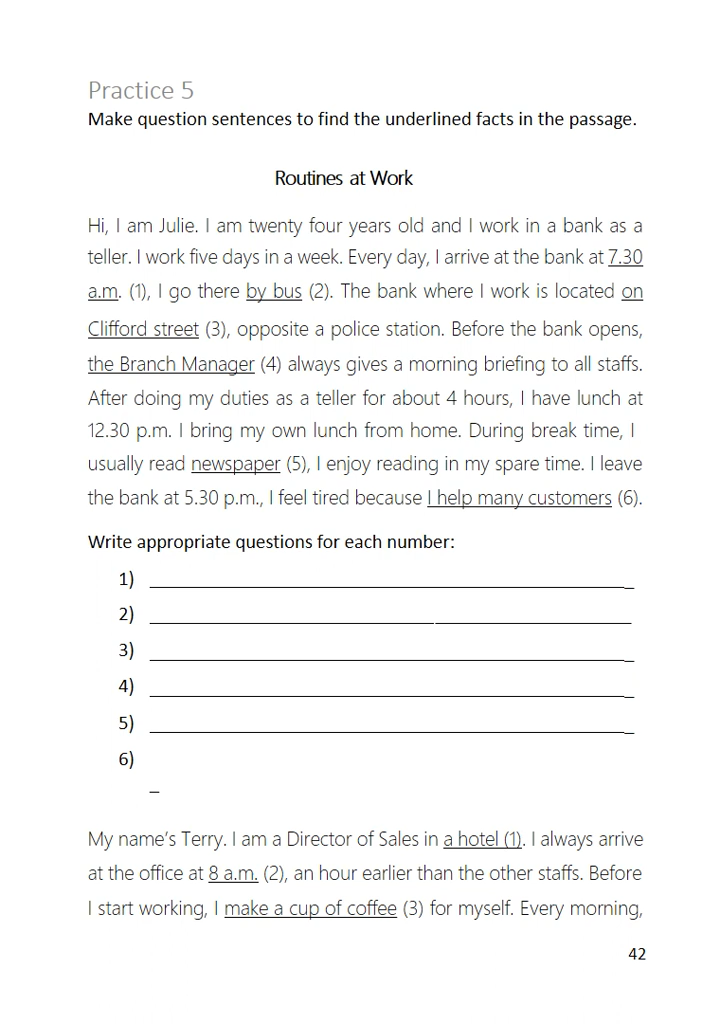 Practice 5
Make question sentences to find the underlined facts in the passage.
Routines at Work
Hi, I am Julie. I am twenty four years old and I work in a bank as a
teller. I work five days in a week. Every day, I arrive at the bank at 7.30
a.m. (1), I go there by bus (2). The bank where I work is located on
Clifford street (3), opposite a police station. Before the bank opens,
the Branch Manager (4) always gives a morning briefing to all staffs.
After doing my duties as a teller for about 4 hours, I have lunch at
12.30 p.m. I bring my own lunch from home. During break time, I
usually read newspaper (5), I enjoy reading in my spare time. I leave
the bank at 5.30 p.m., I feel tired because I help many customers (6).
Write appropriate questions for each number:
1) _
2)
3) _
4) _
5) _
6)
_
My name's Terry. I am a Director of Sales in a hotel (1). I always arrive
at the office at 8 a.m. (2), an hour earlier than the other staffs. Before
I start working, I make a cup of coffee (3) for myself. Every morning,
42